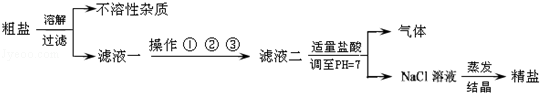 不溶性杂质
粗盐 溶解 过滤
滤液一 操作 ① ② ③ 滤液二 适量盐酸 调至PH=7
气体
NaCl 溶液 蒸发 结晶 精盐